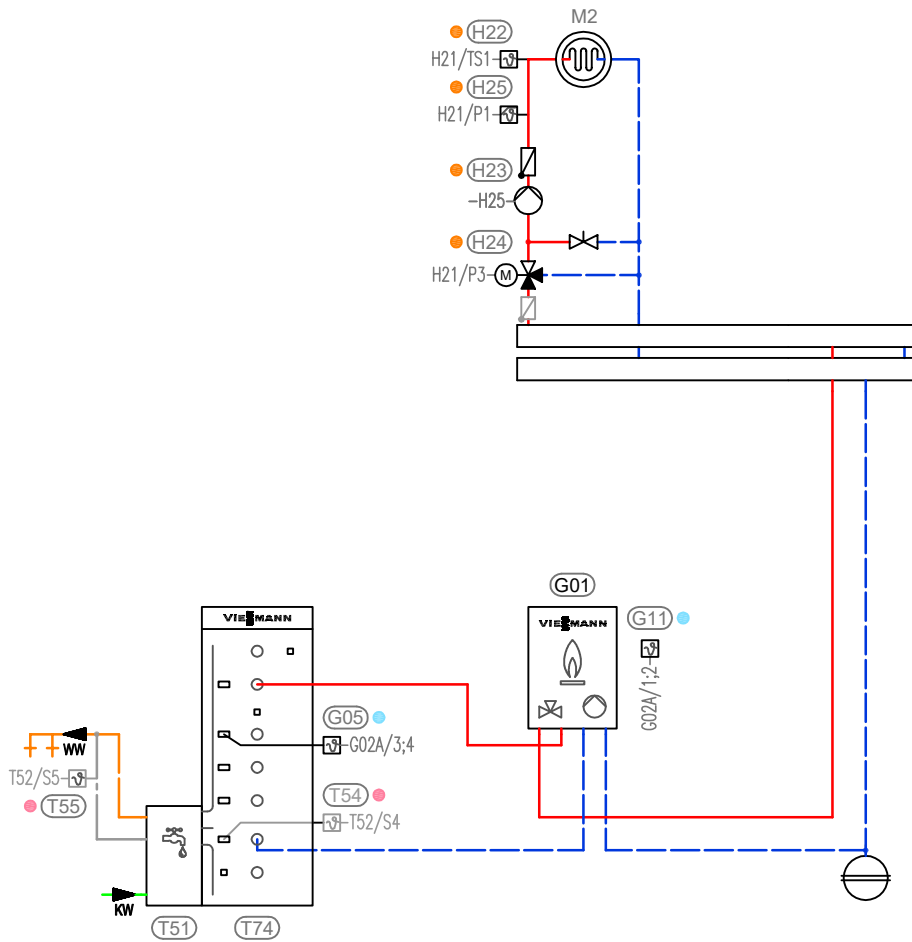 M2
H22
H21/TS1
H25
H21/P1
H23
-H25
H24
H21/P3
M
G01
VIESMANN
VIESMANN
G11
G02A/1;2
G05
G02A/3;4
WW
T52/S5
T55
T54
T52/S4
KW
T51
T74